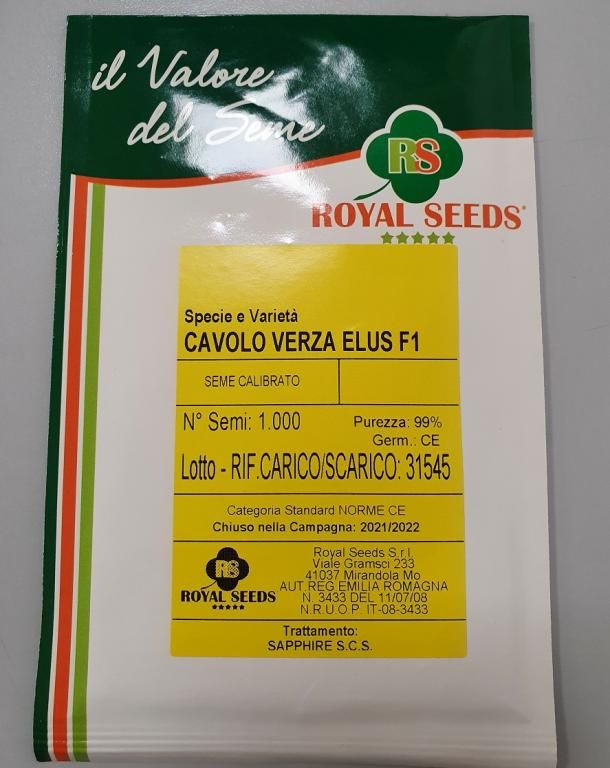 il Valore
del Seme
RS
ROYAL SEEDS
Specie e Varietà
CAVOLO VERZA ELUS F1
SEME CALIBRATO
N° Semi: 1.000
Purezza: 99%
Germ.: CE
Lotto - RIF.CARICO/SCARICO: 31545
Categoria Standard NORME CE
Chiuso nella Campagna: 2021/2022
RS
ROYAL SEEDS
Royal Seeds S.r.l.
Viale Gramsci 233
41037 Mirandola Mo
AUT.REG EMILIA ROMAGNA
N. 3433 DEL 11/07/08
N.R.U.O.P. IT-08-3433
Trattamento:
SAPPHIRE S.C.S.